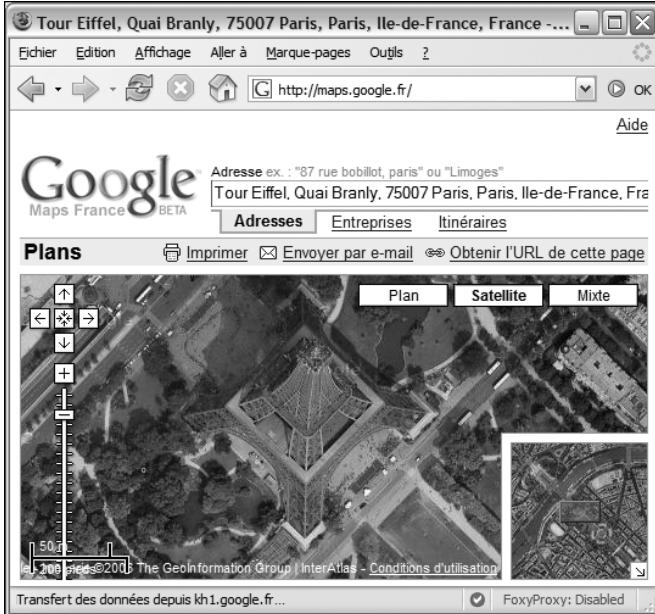 Tour Eiffel, Quai Branly, 75007 Paris, Paris, Ile-de-France, France -...
Fichier Edition Affichage Aller à Marque-pages Outils ?
G http://maps.google.fr/ OK
Aide
Google
Maps France BETA
Adresse ex. : "87 rue bobillot, paris" ou "Limoges"
Tour Eiffel, Quai Branly, 75007 Paris, Paris, Ile-de-France, Fra
Adresses Entreprises Itinéraires
Plans Imprimer Envoyer par e-mail Obtenir l'URL de cette page
Plan Satellite Mixte
50 m
200 pieds ©2006 The GeoInformation Group | InterAtlas - Conditions d'utilisation
Transfert des données depuis kh1.google.fr... FoxyProxy: Disabled